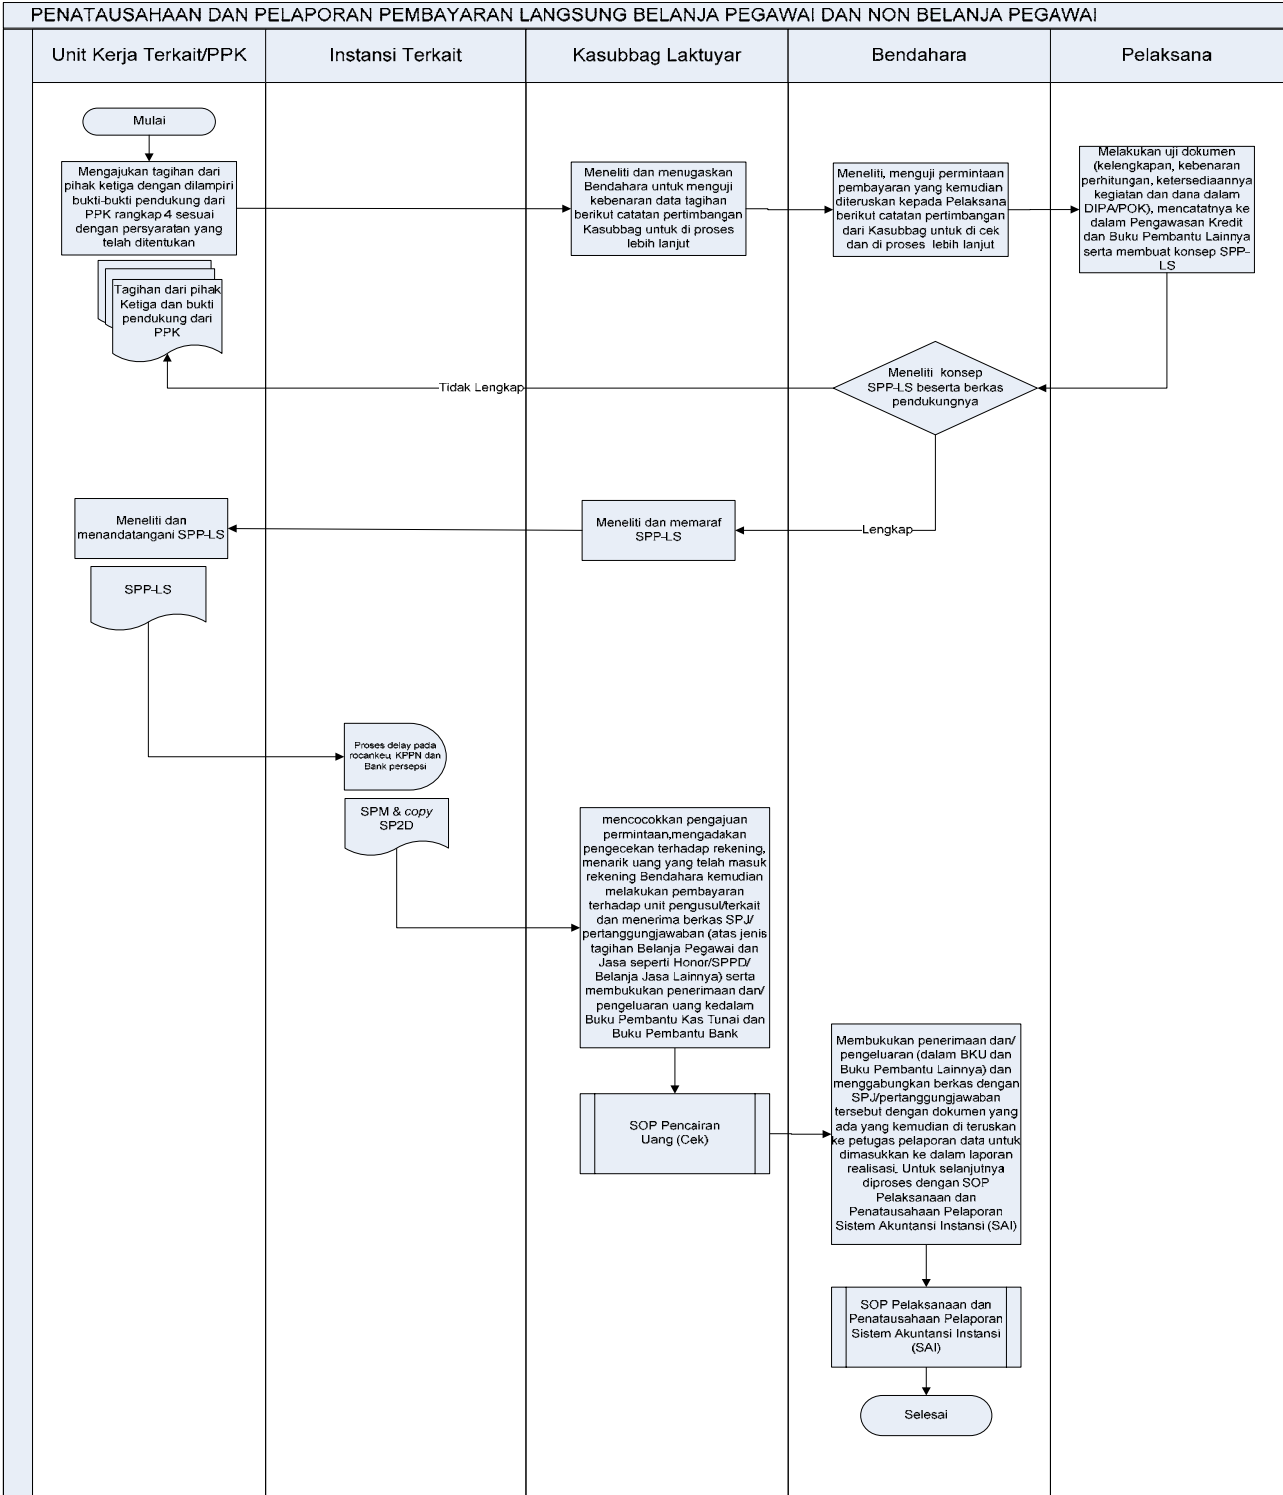 PENATAUSAHAAN DAN PELAPORAN PEMBAYARAN LANGSUNG BELANJA PEGAWAI DAN NON BELANJA PEGAWAI
Unit Kerja Terkait/PPK
Instansi Terkait
Kasubbag Laktuyar
Bendahara
Pelaksana
Mulai
Mengajukan tagihan dari
pihak ketiga dengan dilampiri
bukti-bukti pendukung dari
PPK rangkap 4 sesuai
dengan persyaratan yang
telah ditentukan
Meneliti dan menugaskan
Bendahara untuk menguji
kebenaran data tagihan
berikut catatan pertimbangan
Kasubbag untuk di proses
lebih lanjut
Meneliti, menguji permintaan
pembayaran yang kemudian
diteruskan kepada Pelaksana
berikut catatan pertimbangan
dari Kasubbag untuk di cek
dan di proses lebih lanjut
Melakukan uji dokumen
(kelengkapan, kebenaran
perhitungan, ketersediaannya
kegiatan dan dana dalam
DIPA/POK), mencatatnya ke
dalam Pengawasan Kredit
dan Buku Pembantu Lainnya
serta membuat konsep SPP-
LS
Tagihan dari pihak
Ketiga dan bukti
pendukung dari
PPK
Meneliti konsep
SPP-LS beserta berkas
pendukungnya
Tidak Lengkap
Lengkap
Meneliti dan memaraf
SPP-LS
Meneliti dan
menandatangani SPP-LS
SPP-LS
Proses delay pada
rocankeu, KPPN dan
Bank persepsi
SPM & copy
SP2D
mencocokkan pengajuan
permintaan,mengadakan
pengecekan terhadap rekening,
menarik uang yang telah masuk
rekening Bendahara kemudian
melakukan pembayaran
terhadap unit pengusul/terkait
dan menerima berkas SPJ/
pertanggungjawaban (atas jenis
tagihan Belanja Pegawai dan
Jasa seperti Honor/SPPD/
Belanja Jasa Lainnya) serta
membukukan penerimaan dan/
pengeluaran uang kedalam
Buku Pembantu Kas Tunai dan
Buku Pembantu Bank
SOP Pencairan
Uang (Cek)
Membukukan penerimaan dan/
pengeluaran (dalam BKU dan
Buku Pembantu Lainnya) dan
menggabungkan berkas dengan
SPJ/pertanggungjawaban
tersebut dengan dokumen yang
ada yang kemudian di teruskan
ke petugas pelaporan data untuk
dimasukkan ke dalam laporan
realisasi. Untuk selanjutnya
diproses dengan SOP
Pelaksanaan dan
Penatausahaan Pelaporan
Sistem Akuntansi Instansi (SAI)
SOP Pelaksanaan dan
Penatausahaan Pelaporan
Sistem Akuntansi Instansi
(SAI)
Selesai